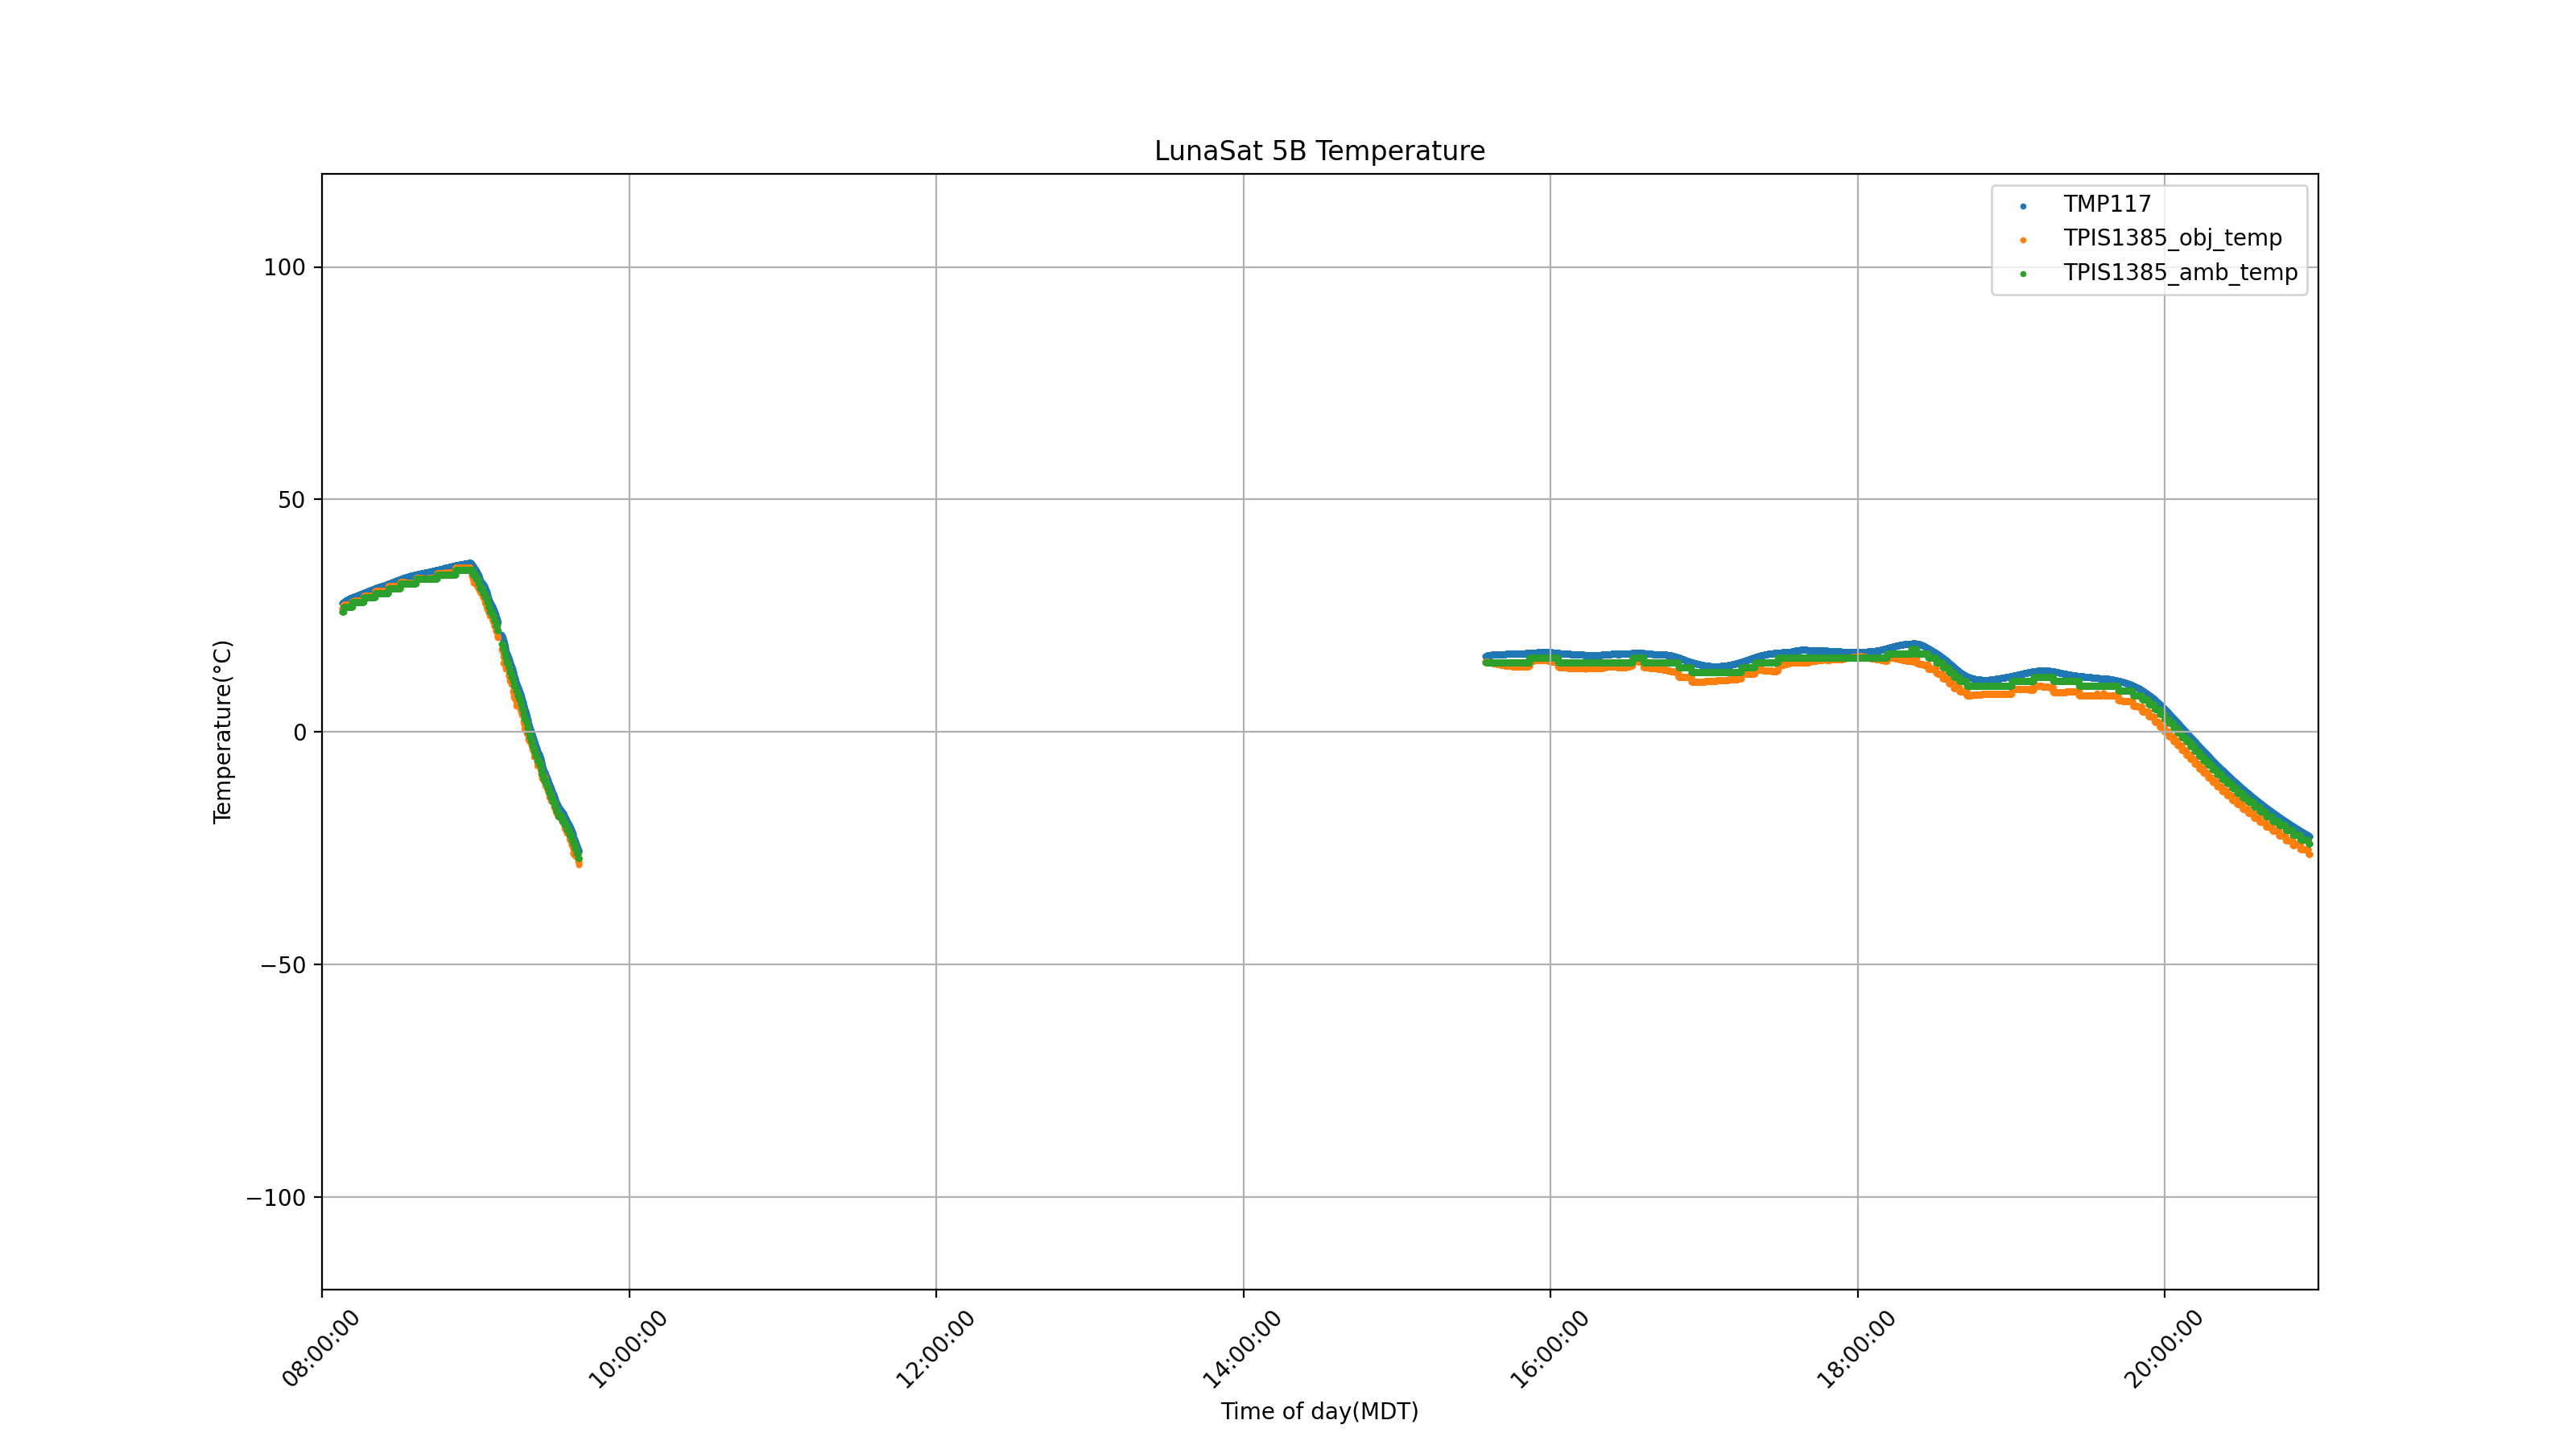 LunaSat 5B Temperature
TMP117
TPIS1385_obj_temp
TPIS1385_amb_temp
Temperature(°C)
100
50
0
−50
−100
08:00:00
10:00:00
12:00:00
14:00:00
16:00:00
18:00:00
20:00:00
Time of day(MDT)